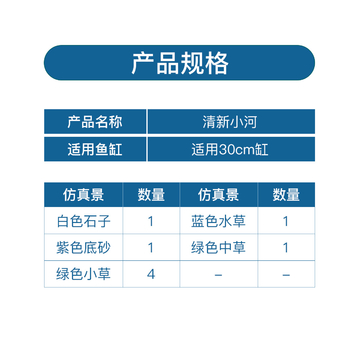 产品规格
产品名称 清新小河
适用鱼缸 适用30cm缸
仿真景 数量 仿真景 数量
白色石子 1 蓝色水草 1
紫色底砂 1 绿色中草 1
绿色小草 4 – –